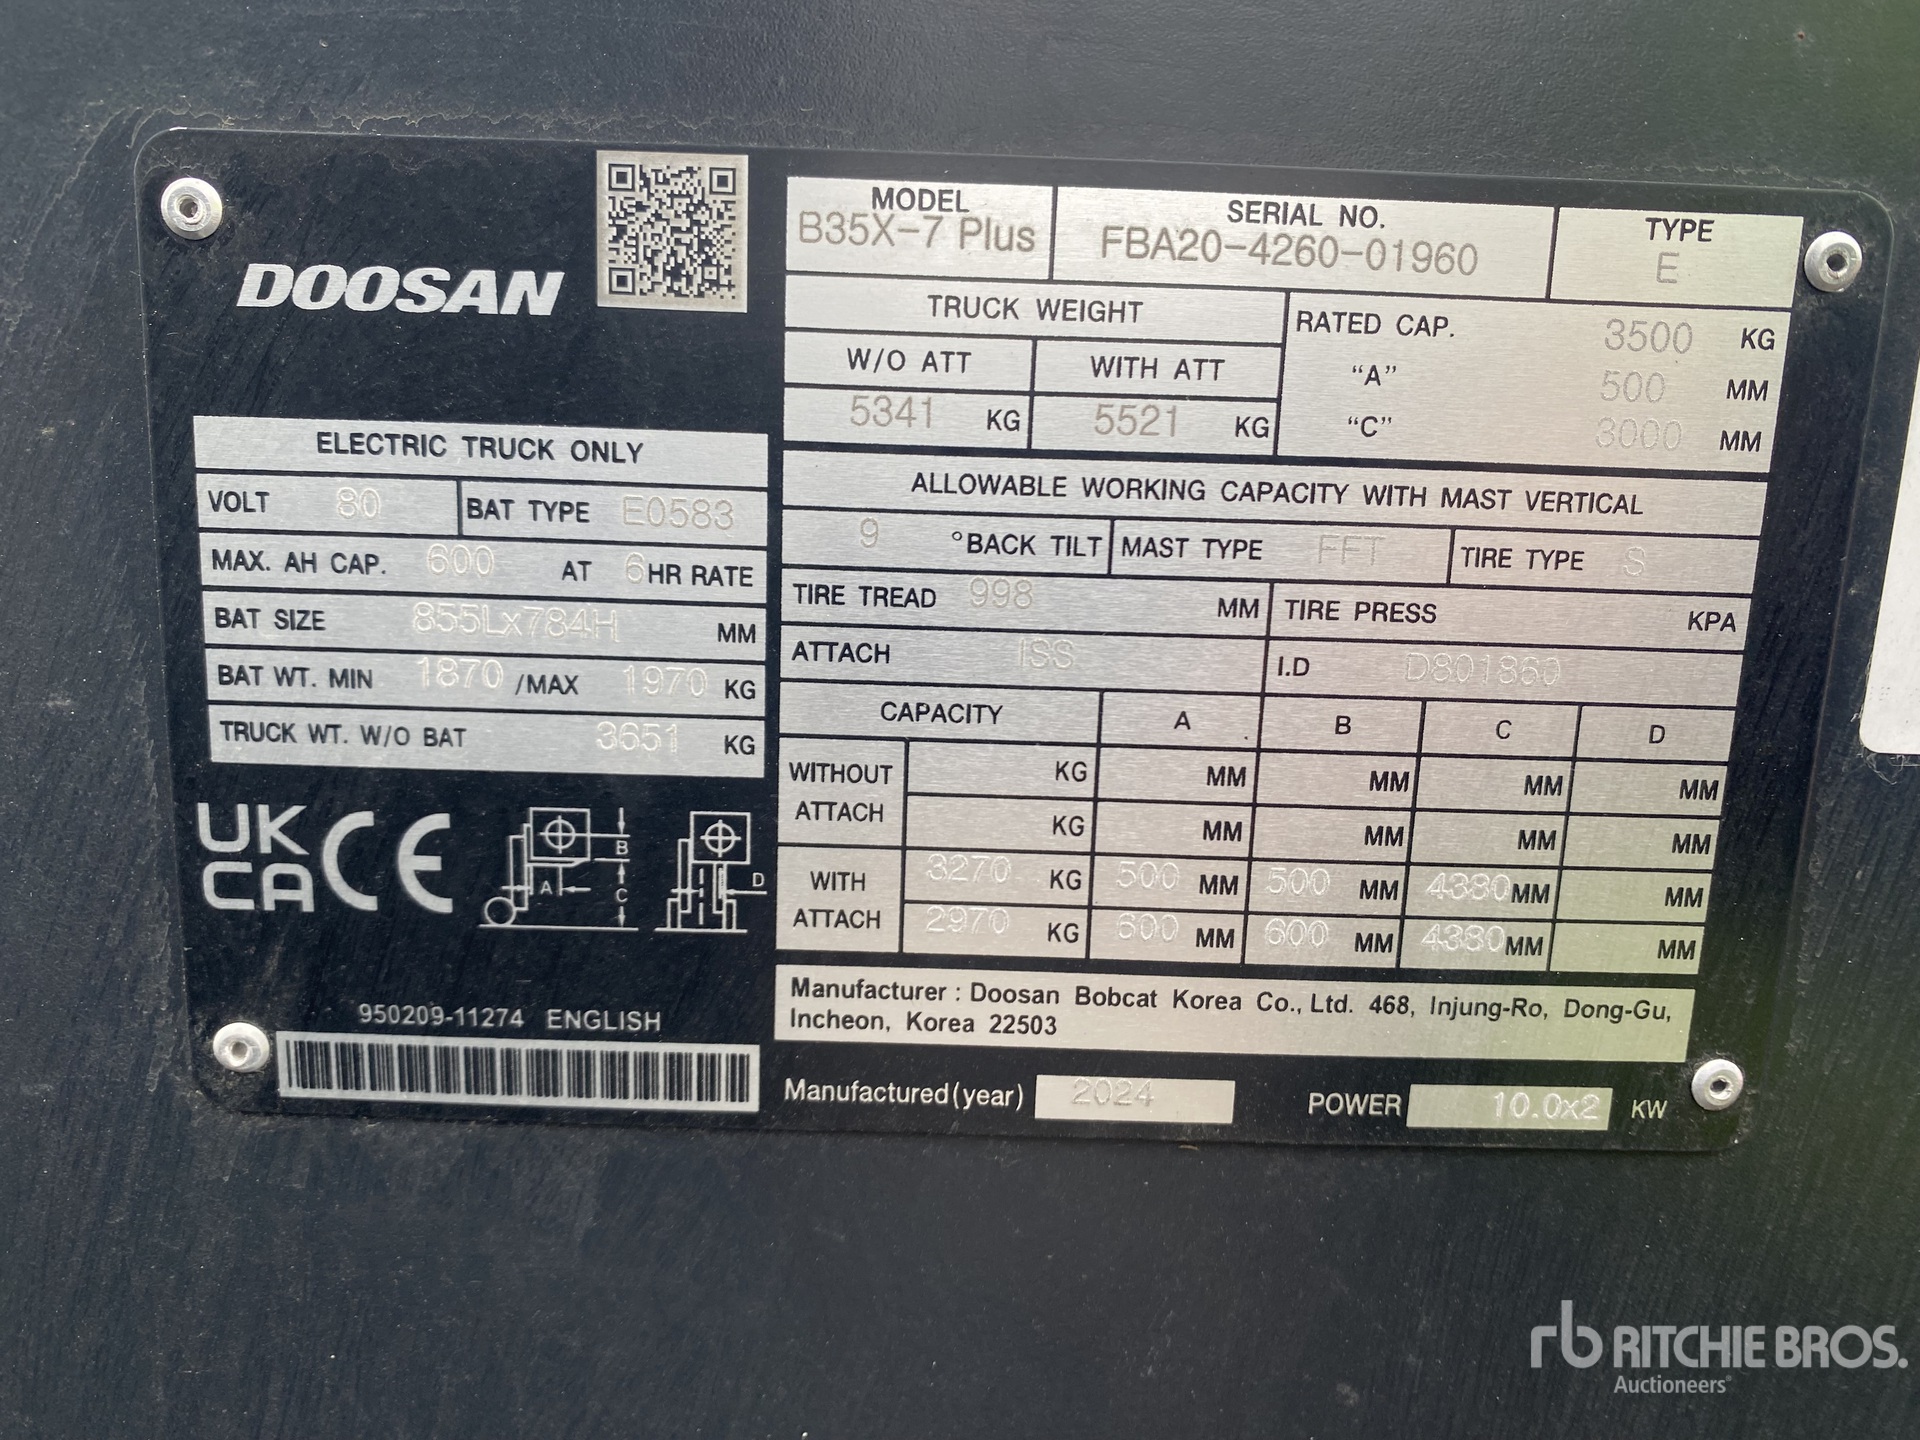 DOOSAN
MODEL
B35X-7 Plus
SERIAL NO.
FBA20-4260-01960
TYPE
E
TRUCK WEIGHT
W/O ATT
WITH ATT
5341 KG
5521 KG
RATED CAP. 3500 KG
"A" 500 MM
"C" 3000 MM
ELECTRIC TRUCK ONLY
VOLT 80 BAT TYPE E0583
MAX. AH CAP. 600 AT 6 HR RATE
BAT SIZE 855Lx784H MM
BAT WT. MIN 1870 /MAX 1970 KG
TRUCK WT. W/O BAT 3651 KG
ALLOWABLE WORKING CAPACITY WITH MAST VERTICAL
9 °BACK TILT MAST TYPE FFT TIRE TYPE S
TIRE TREAD 998 MM TIRE PRESS KPA
ATTACH ISS I.D D801860
CAPACITY A B C D
WITHOUT ATTACH
KG MM MM MM MM
KG MM MM MM MM
WITH ATTACH
3270 KG 500 MM 500 MM 4380 MM MM
2970 KG 600 MM 600 MM 4380 MM MM
UK CA CE
A B C
D
950209-11274 ENGLISH
Manufacturer : Doosan Bobcat Korea Co., Ltd. 468, Injung-Ro, Dong-Gu,
Incheon, Korea 22503
Manufactured (year) 2024 POWER 10.0x2 KW
rb RITCHIE BROS.
Auctioneers